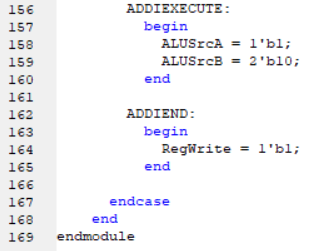 156 ADDIEXECUTE:
157 begin
158 ALUSrcA = 1'b1;
159 ALUSrcB = 2'b10;
160 end
161
162 ADDIEND:
163 begin
164 RegWrite = 1'b1;
165 end
166
167 endcase
168 end
169 endmodule